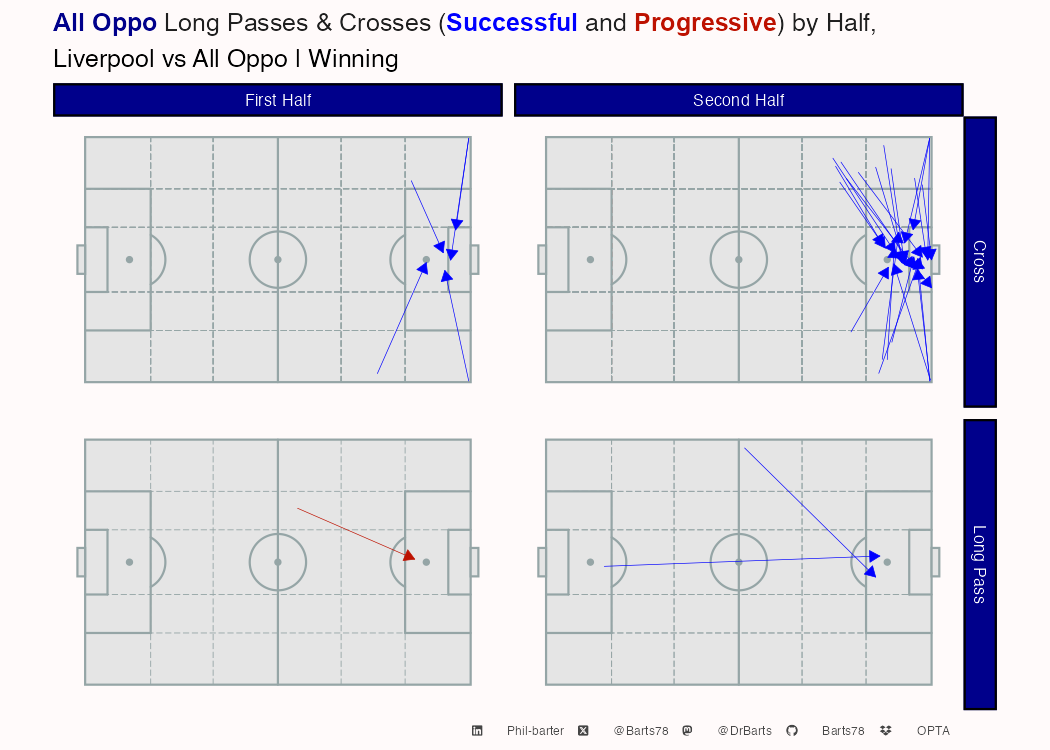 All Oppo Long Passes & Crosses (Successful and Progressive) by Half,
Liverpool vs All Oppo | Winning
First Half
Second Half
Cross
Long Pass
Phil-barter @Barts78 @DrBarts Barts78 OPTA